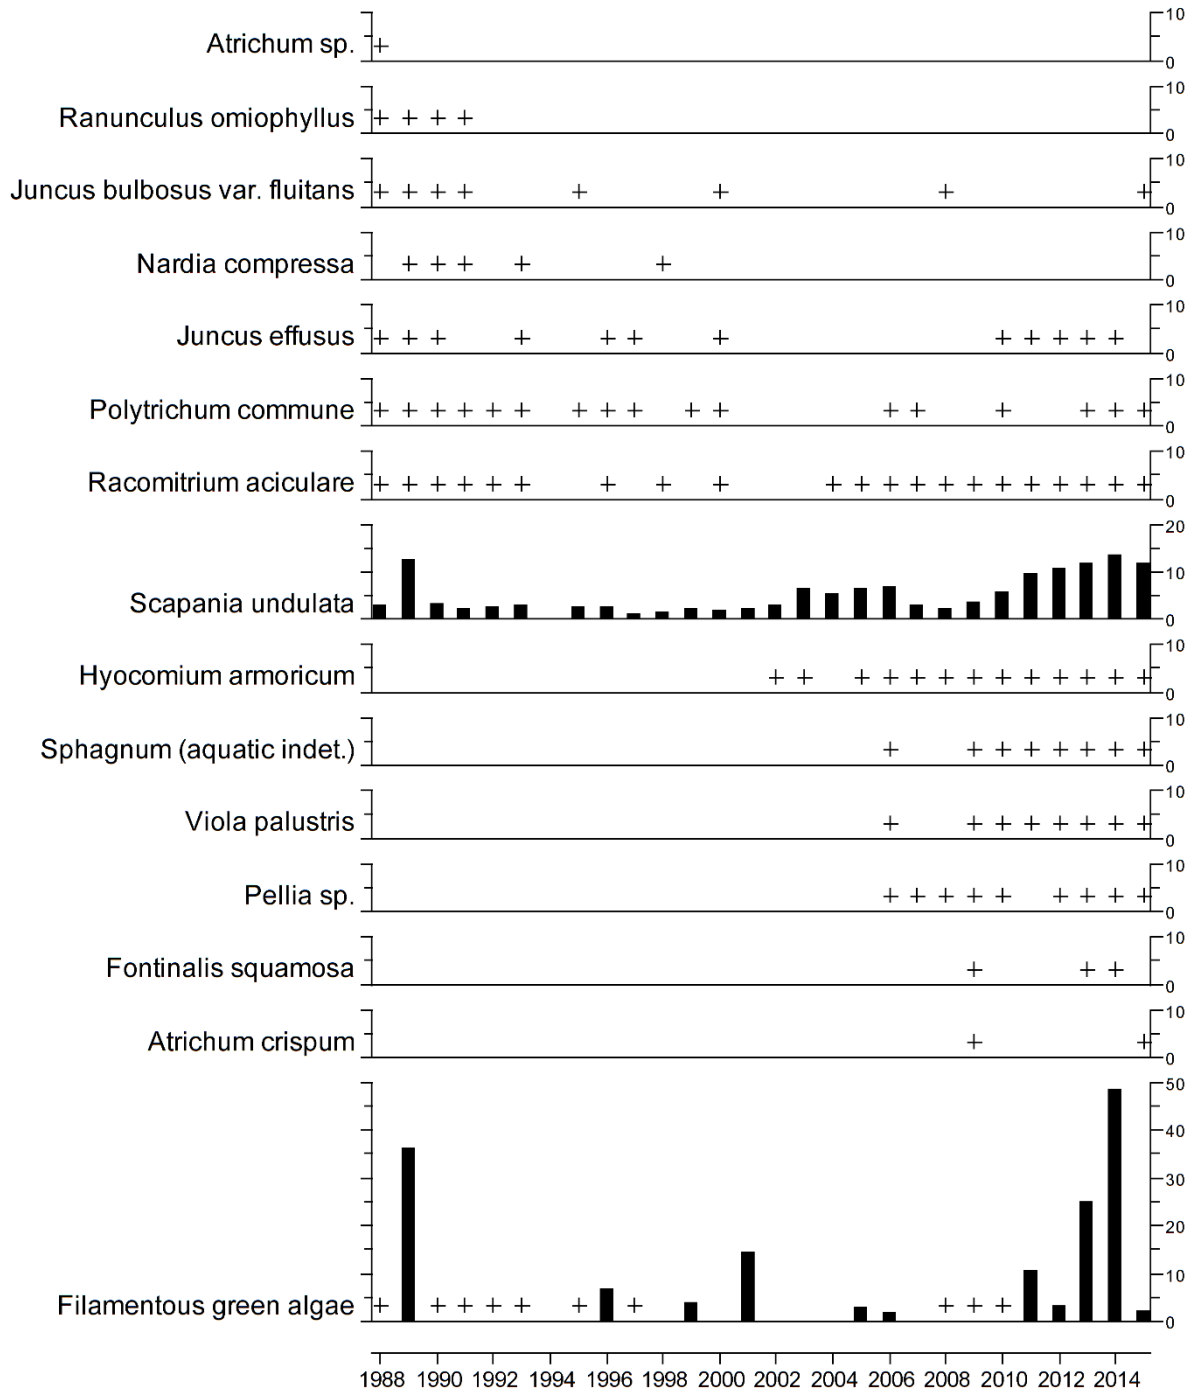 Atrichum sp. 10 0
Ranunculus omiophyllus 10 0
Juncus bulbosus var. fluitans 10 0
Nardia compressa 10 0
Juncus effusus 10 0
Polytrichum commune 10 0
Racomitrium aciculare 10 0
Scapania undulata 20 10 0
Hyocomium armoricum 10 0
Sphagnum (aquatic indet.) 10 0
Viola palustris 10 0
Pellia sp. 10 0
Fontinalis squamosa 10 0
Atrichum crispum 10 0
Filamentous green algae 50 40 30 20 10 0
1988 1990 1992 1994 1996 1998 2000 2002 2004 2006 2008 2010 2012 2014